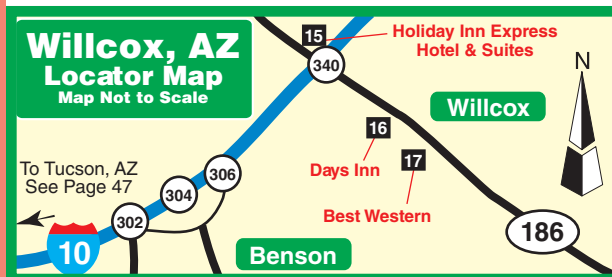 Willcox, AZ
Locator Map
Map Not to Scale
15
Holiday Inn Express
Hotel & Suites
340
N
Willcox
16
Days Inn
17
Best Western
To Tucson, AZ
See Page 47
306
304
302
10
Benson
186